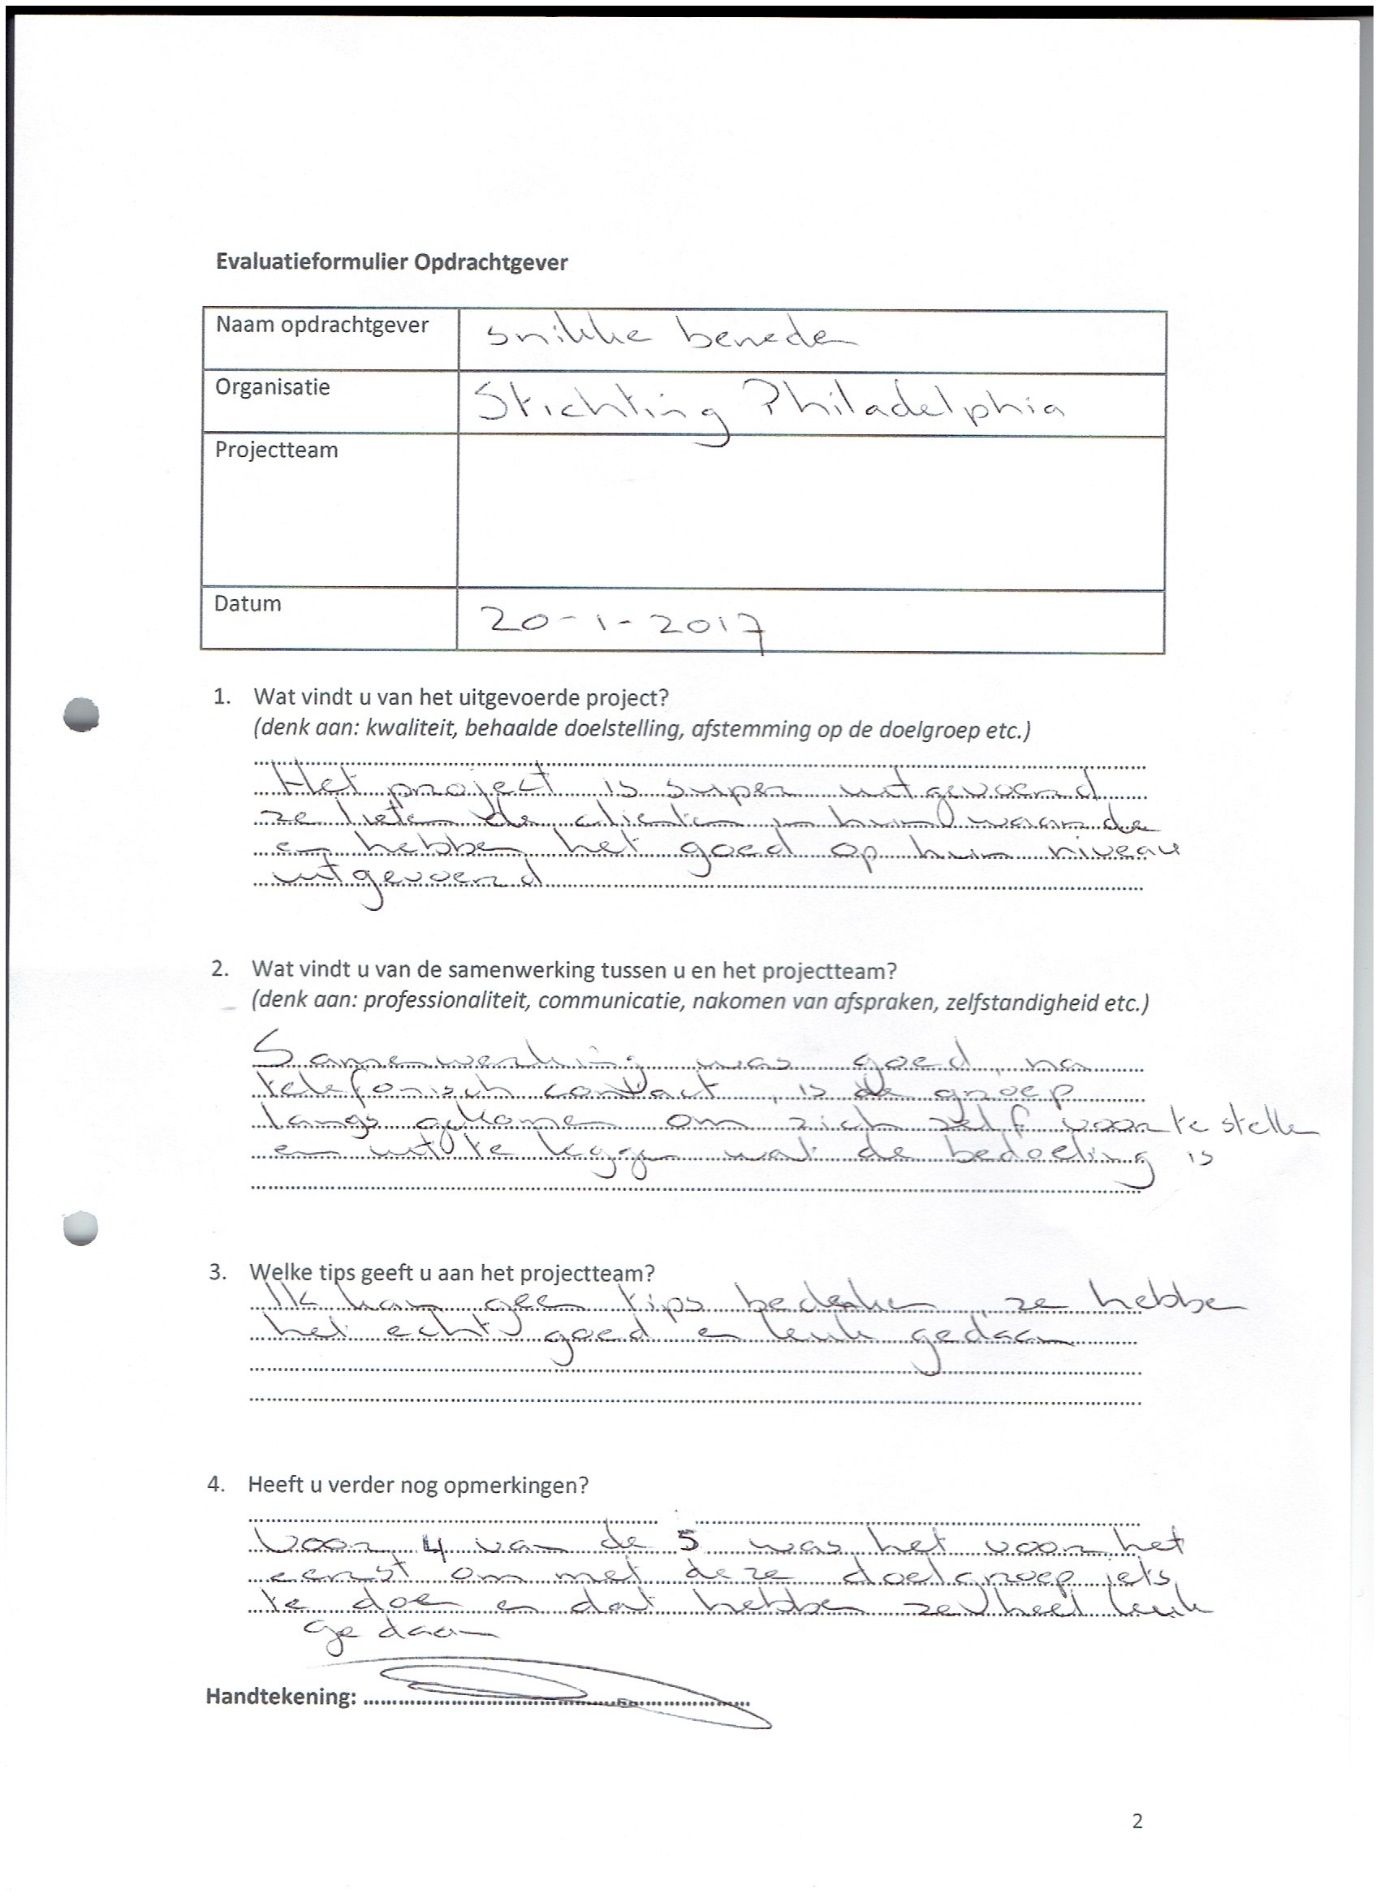 Evaluatieformulier Opdrachtgever
Naam opdrachtgever snikke beneden
Organisatie Stichting Philadelphia
Projectteam
Datum 20-1-2017
1. Wat vindt u van het uitgevoerde project?
(denk aan: kwaliteit, behaalde doelstelling, afstemming op de doelgroep etc.)
Het project is super uitgevoerd
ze lieten de clienten in hun waarde
en hebben het goed op hun niveau
uitgevoerd
2. Wat vindt u van de samenwerking tussen u en het projectteam?
(denk aan: professionaliteit, communicatie, nakomen van afspraken, zelfstandigheid etc.)
Samenwerking was goed, na
telefonisch contact, is de groep
langs gekomen om zich zelf voor te stellen
en uit te leggen wat de bedoeling is
3. Welke tips geeft u aan het projectteam?
Ik kan geen tips bedenken, ze hebben
het echt goed en leuk gedaan
4. Heeft u verder nog opmerkingen?
Voor 4 van de 5 was het voor het
eerst om met deze doelgroep iets
te doen en dat hebben ze heel leuk
gedaan
Handtekening:
2